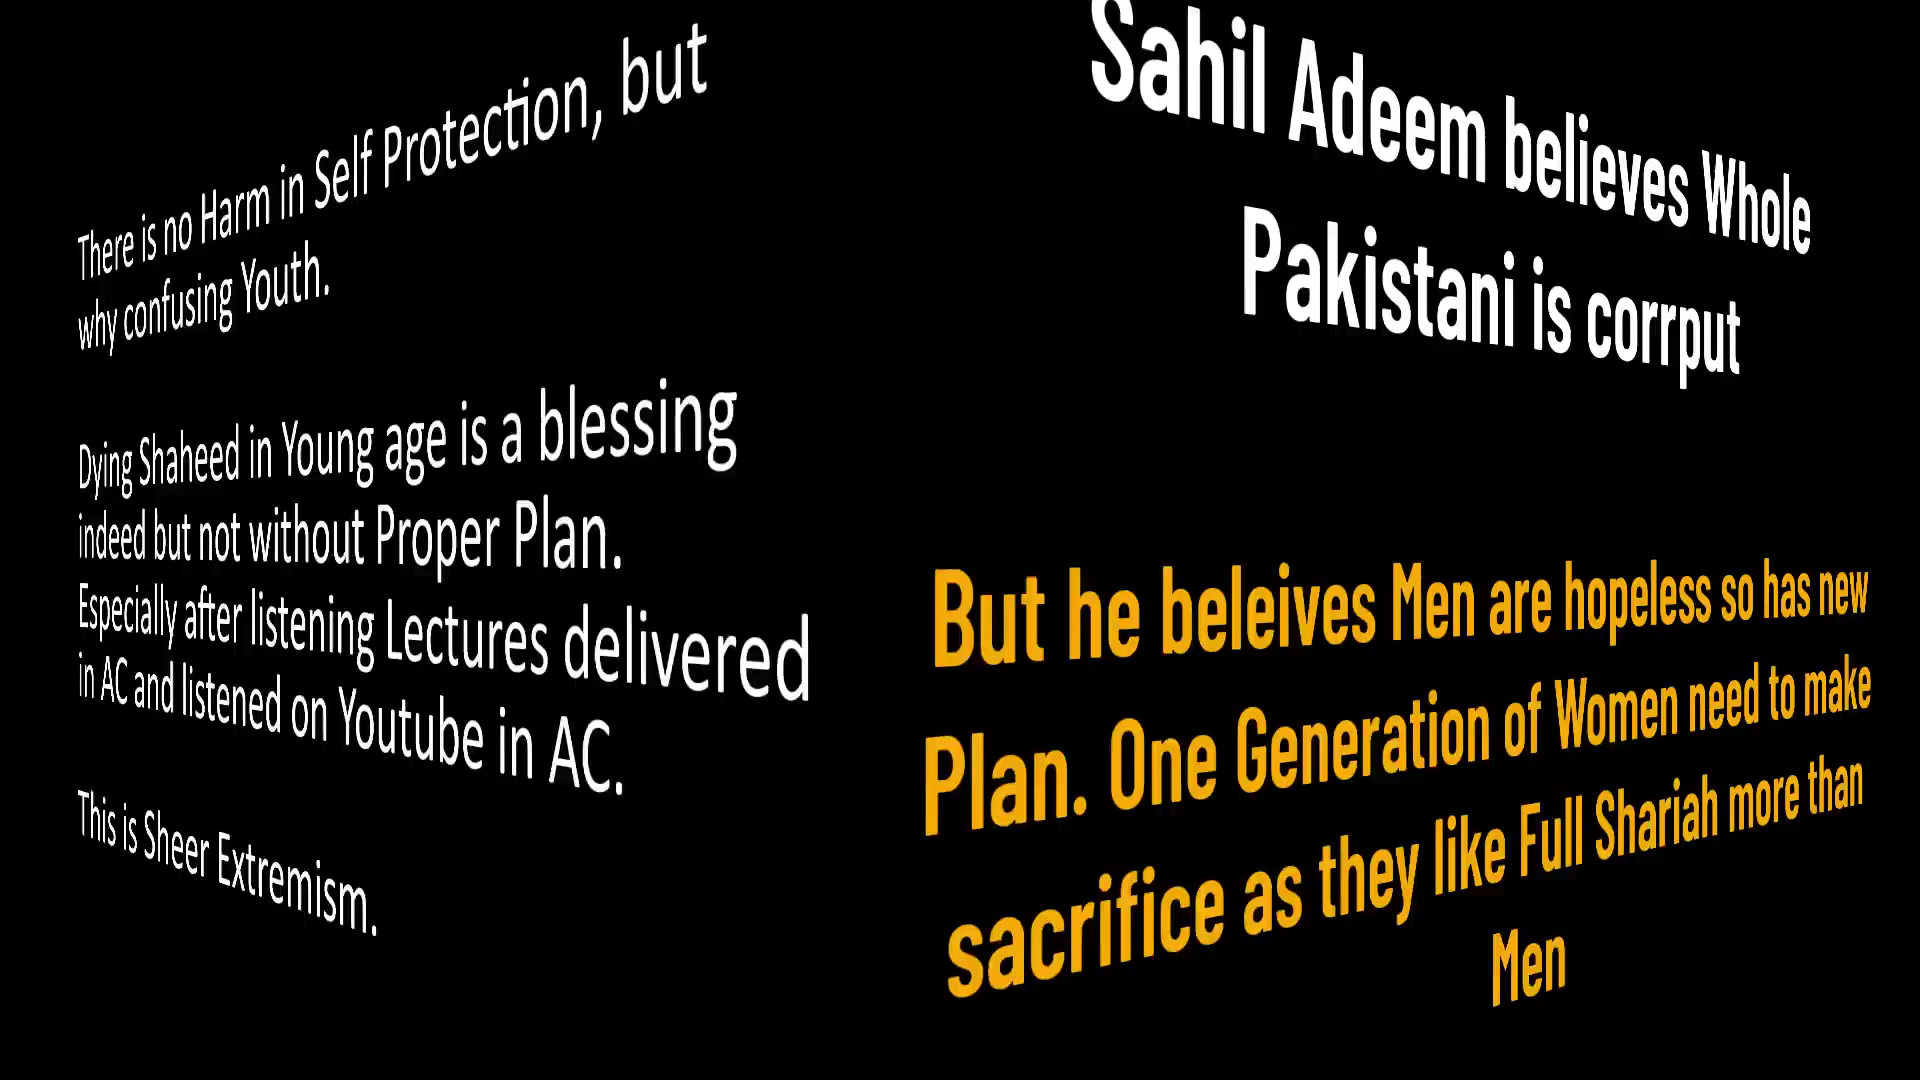 There is no Harm in Self Protection, but
why confusing Youth.
Dying Shaheed in Young age is a blessing
indeed but not without Proper Plan.
Especially after listening Lectures delivered
in AC and listened on Youtube in AC.
This is Sheer Extremism.
Sahil Adeem believes Whole
Pakistani is corrput
But he beleives Men are hopeless so has new
Plan. One Generation of Women need to make
sacrifice as they like Full Shariah more than
Men